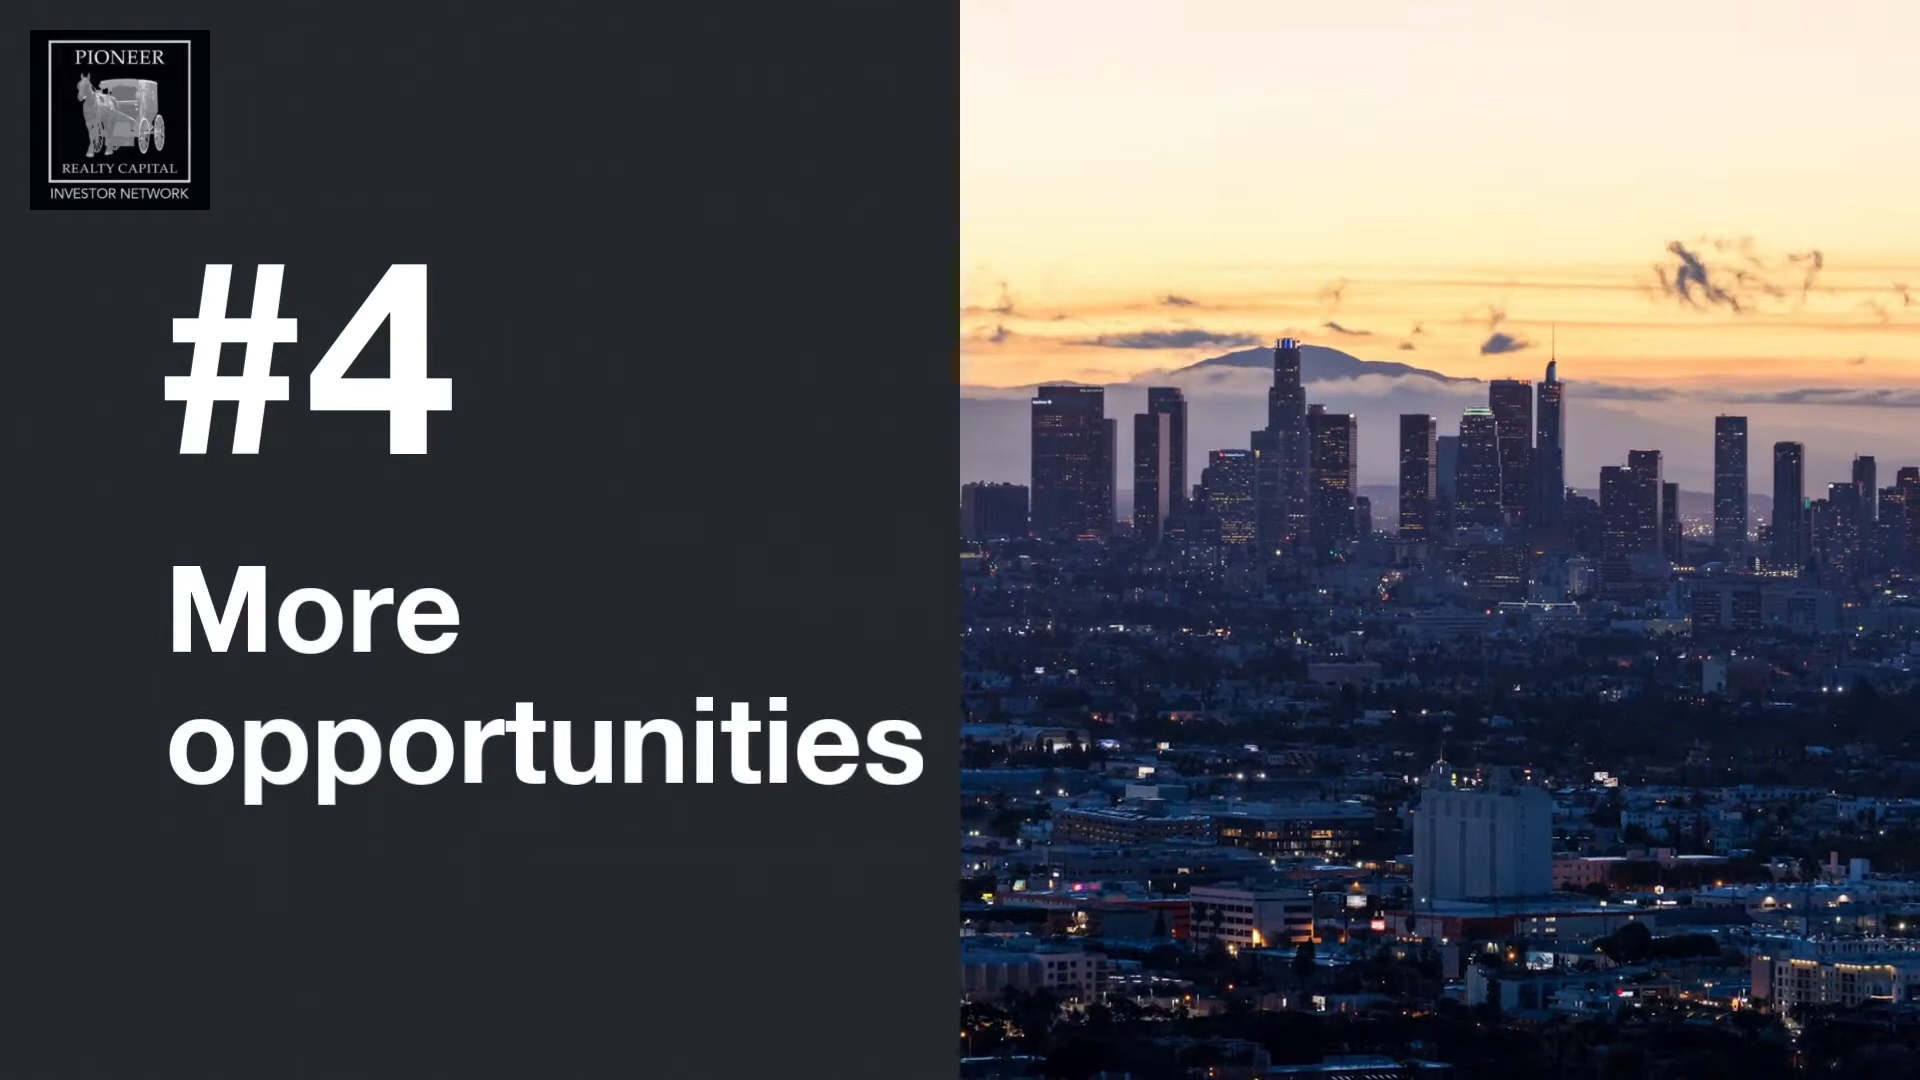 PIONEER
REALTY CAPITAL
INVESTOR NETWORK
#4
More
opportunities